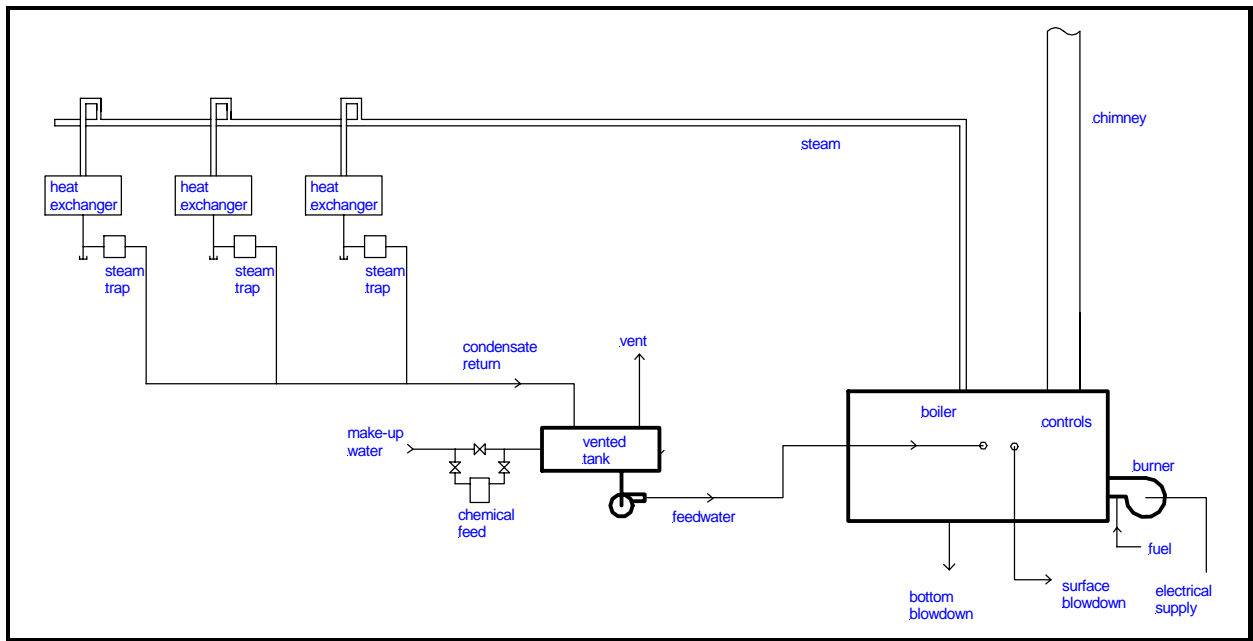 chimney
steam
heat
exchanger
heat
exchanger
heat
exchanger
steam
trap
steam
trap
steam
trap
condensate
return
vent
boiler
controls
make-up
water
vented
tank
burner
chemical
feed
feedwater
fuel
bottom
blowdown
surface
blowdown
electrical
supply